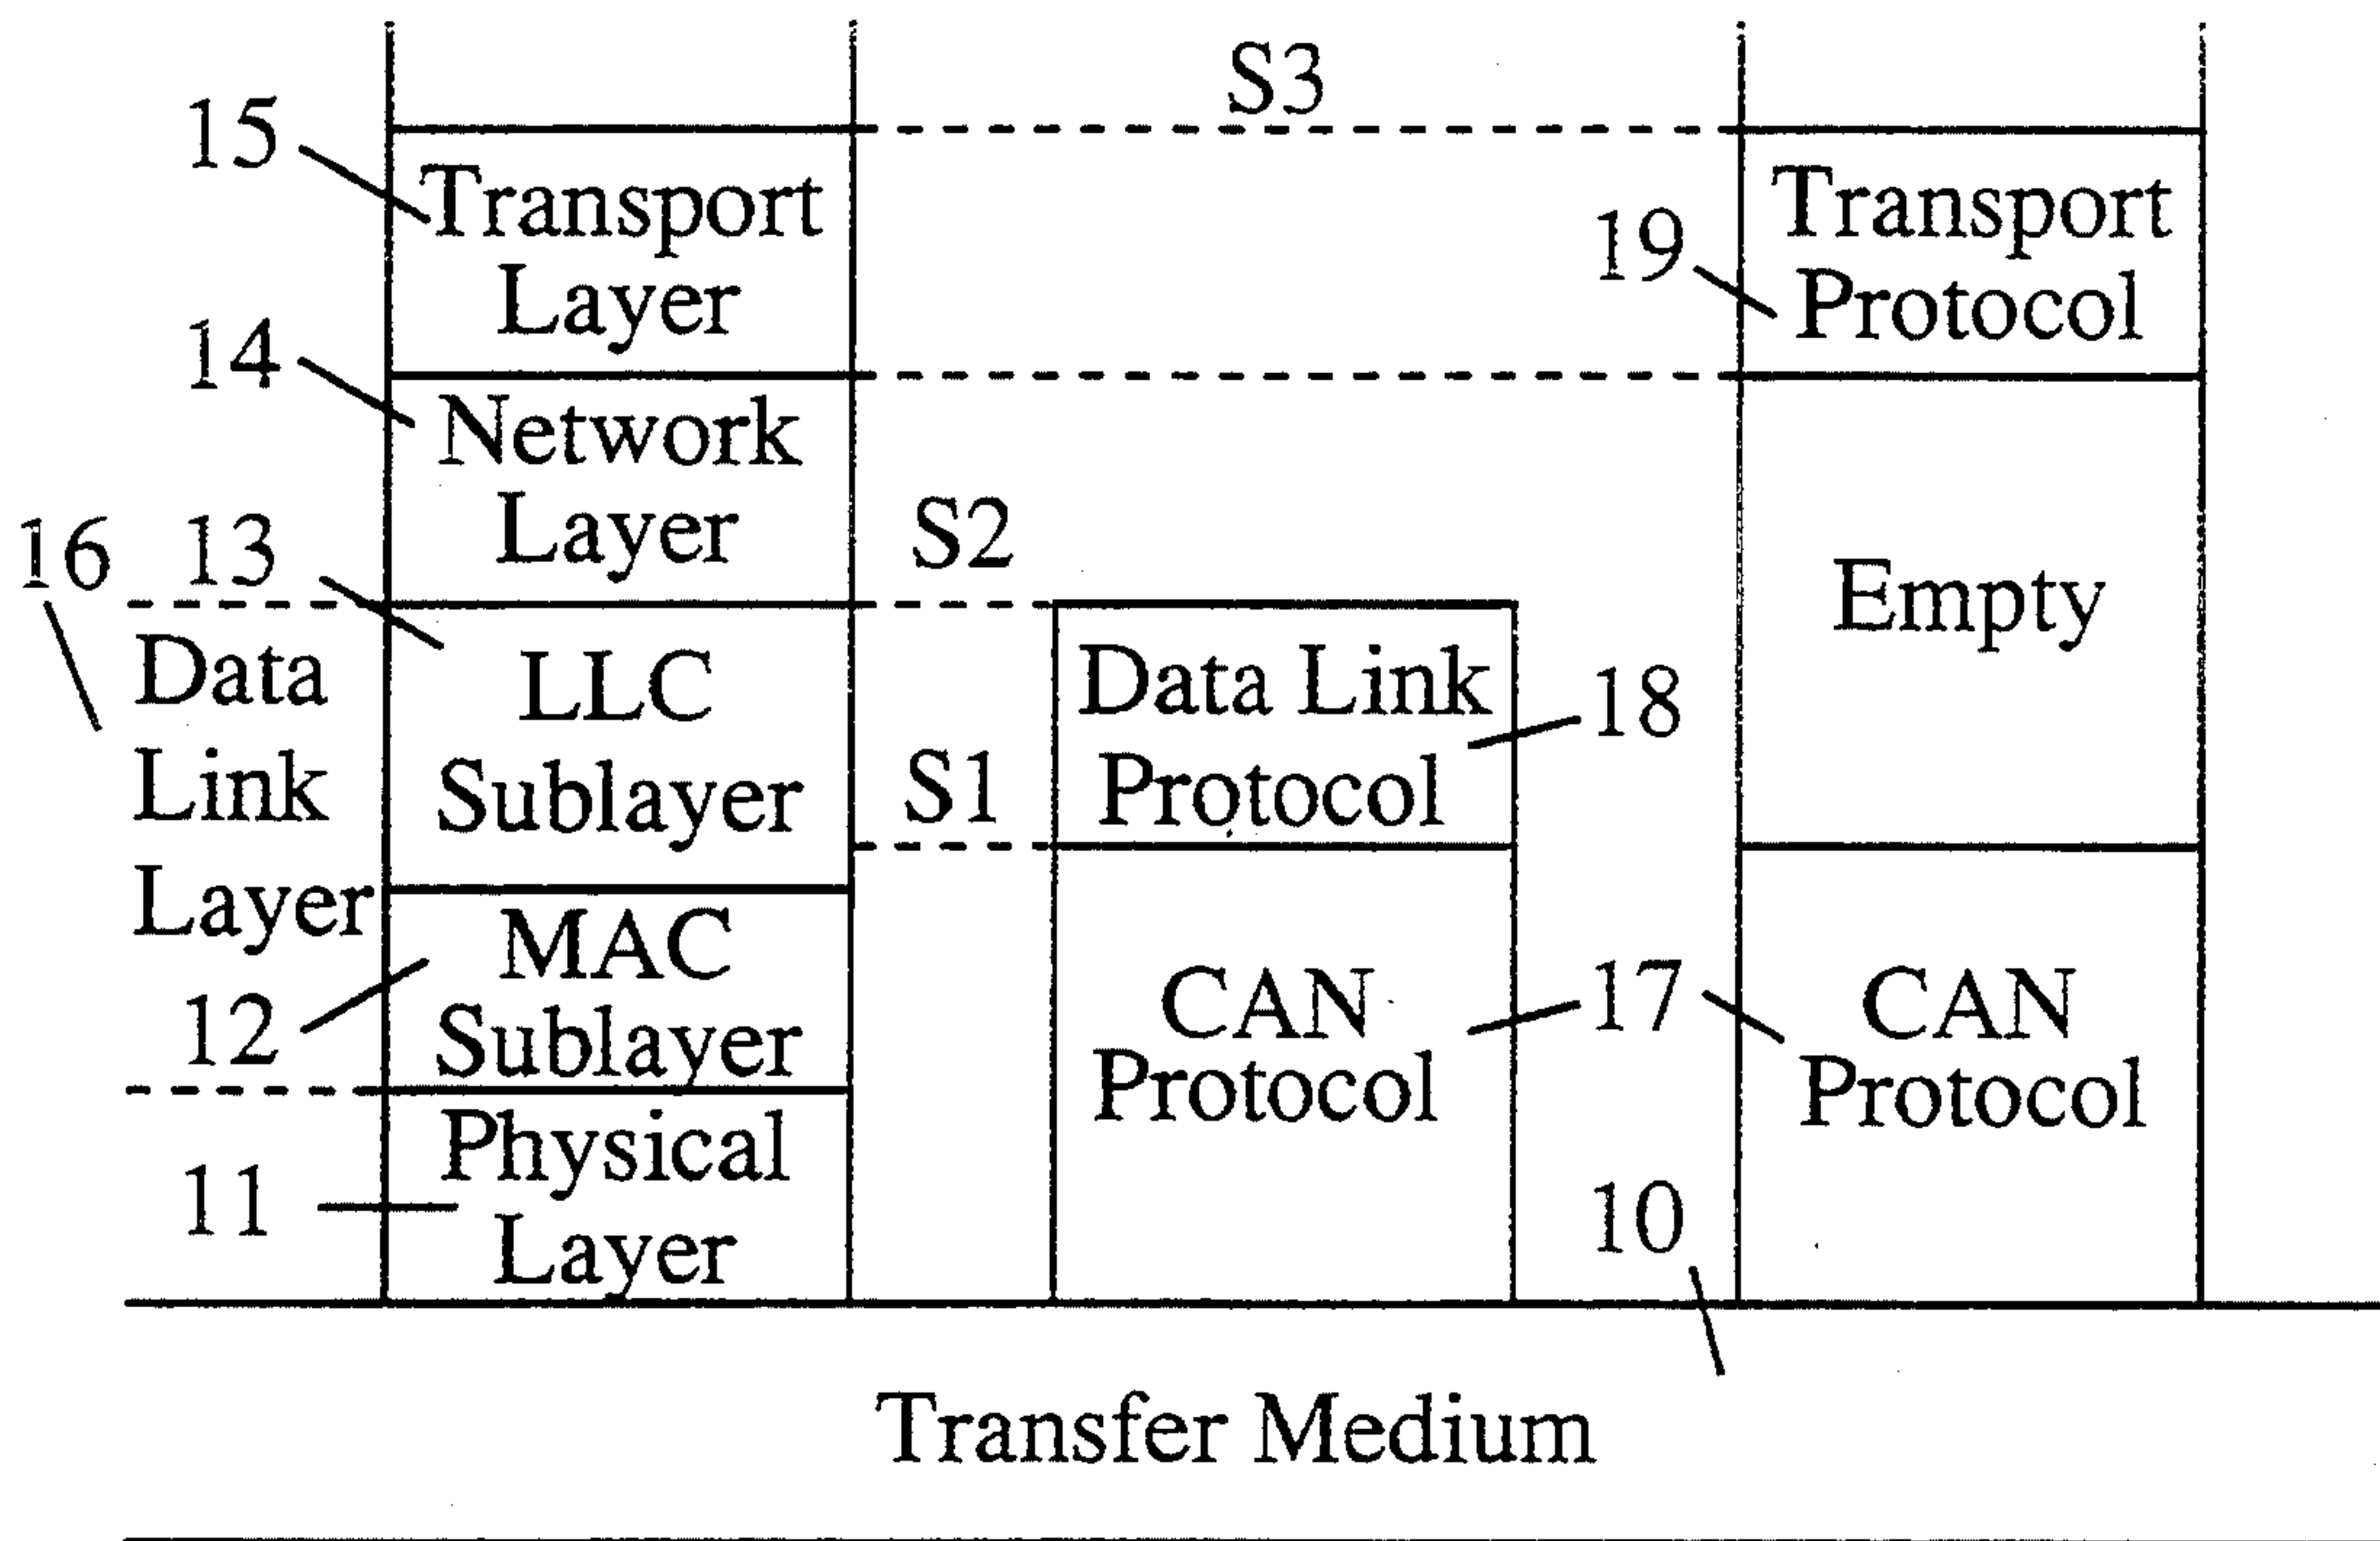 S3
15
Transport
Layer
19
Transport
Protocol
14
Network
Layer
S2
16
13
Empty
Data
Link
Layer
LLC
Sublayer
S1
Data Link
Protocol
18
12
MAC
Sublayer
CAN
Protocol
17
CAN
Protocol
11
Physical
Layer
10
Transfer Medium